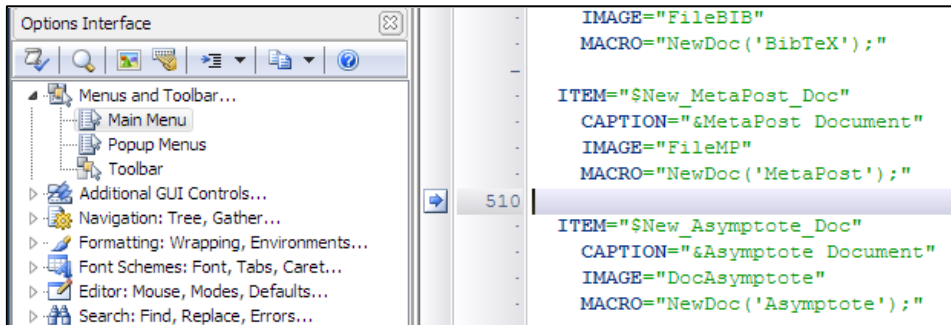 Options Interface
Menus and Toolbar...
Main Menu
Popup Menus
Toolbar
Additional GUI Controls...
Navigation: Tree, Gather...
Formatting: Wrapping, Environments...
Font Schemes: Font, Tabs, Caret...
Editor: Mouse, Modes, Defaults...
Search: Find, Replace, Errors...
IMAGE="FileBIB"
MACRO="NewDoc('BibTeX');"
ITEM="$New_MetaPost_Doc"
CAPTION="&MetaPost Document"
IMAGE="FileMP"
MACRO="NewDoc('MetaPost');"
510
ITEM="$New_Asymptote_Doc"
CAPTION="&Asymptote Document"
IMAGE="DocAsymptote"
MACRO="NewDoc('Asymptote');"